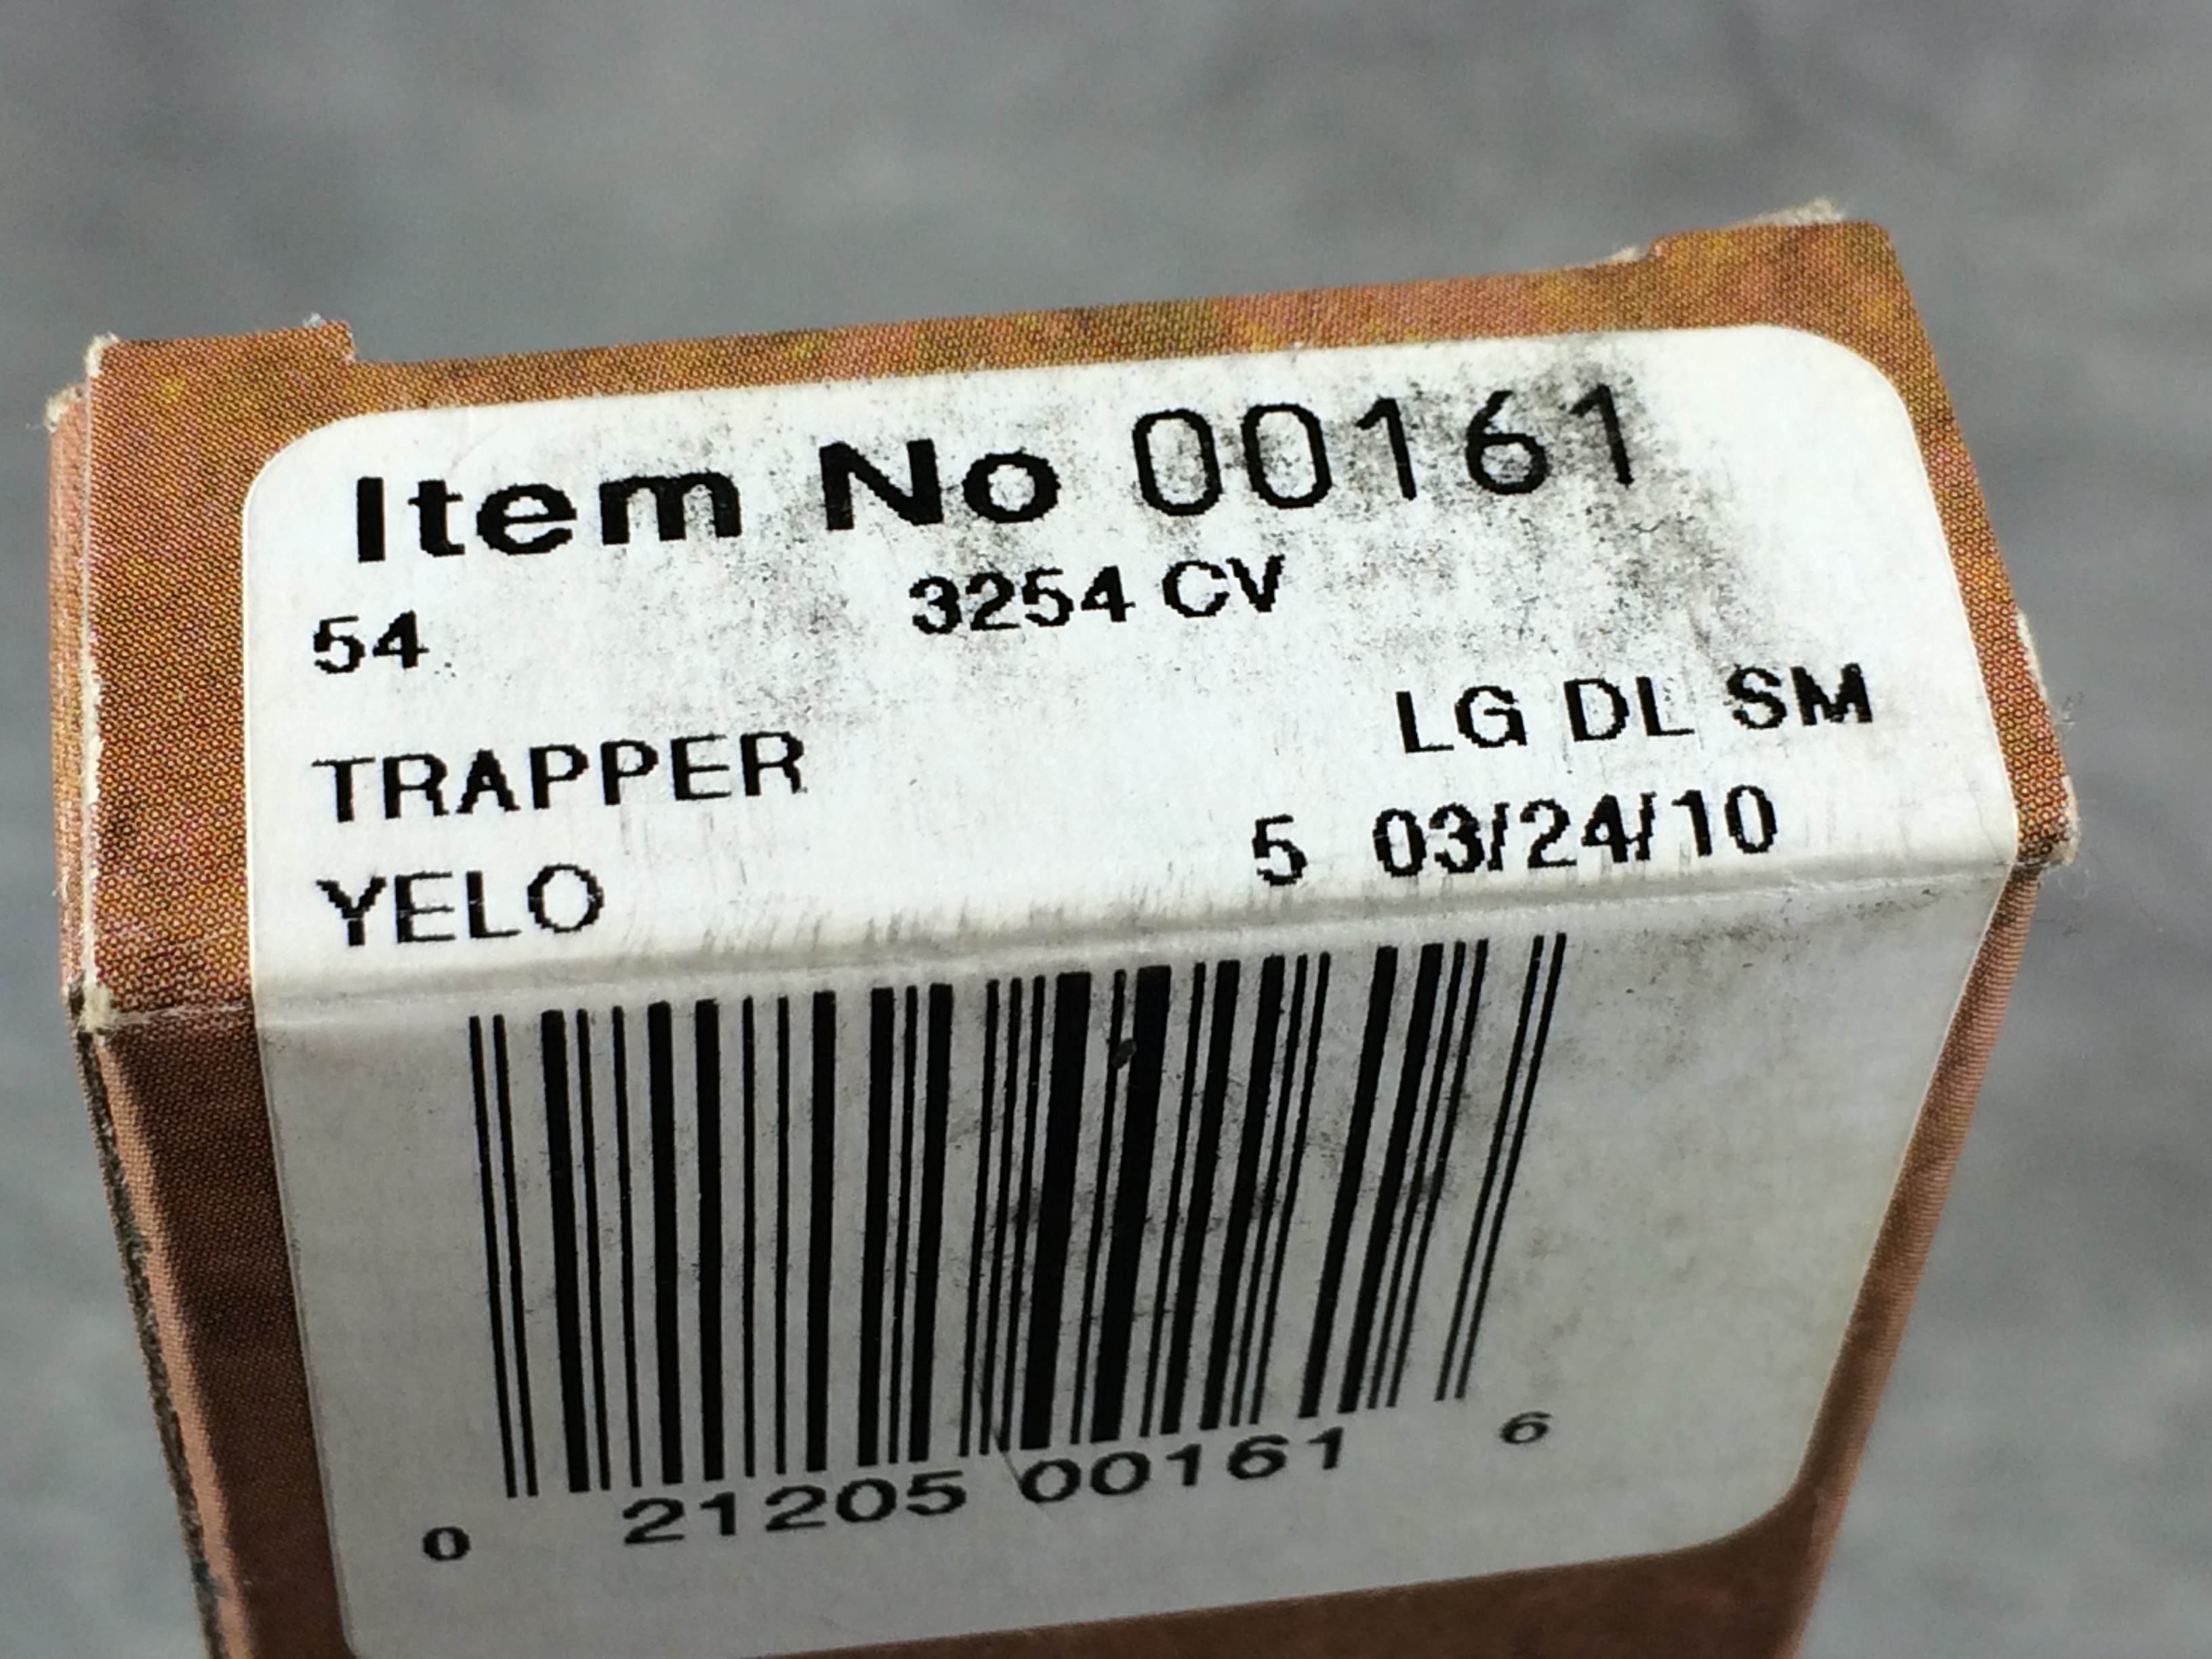 Item No 00161
54 3254 CV
TRAPPER LG DL SM
YELO 5 03/24/10
0 21205 00161 6